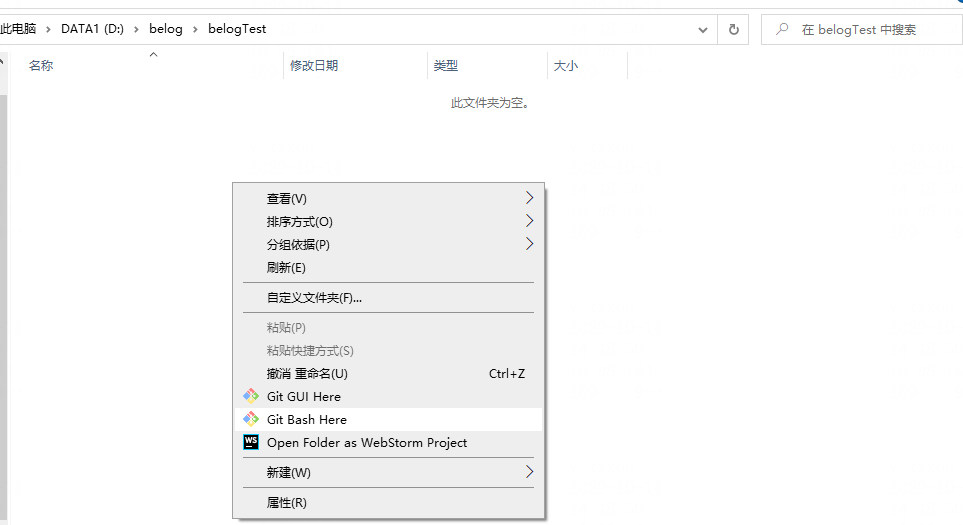 此电脑 > DATA1 (D:) > belog > belogTest
在 belogTest 中搜索
名称 修改日期 类型 大小
此文件夹为空。
查看(V)
排序方式(O)
分组依据(P)
刷新(E)
自定义文件夹(F)...
粘贴(P)
粘贴快捷方式(S)
撤消 重命名(U) Ctrl+Z
Git GUI Here
Git Bash Here
WS Open Folder as WebStorm Project
新建(W)
属性(R)